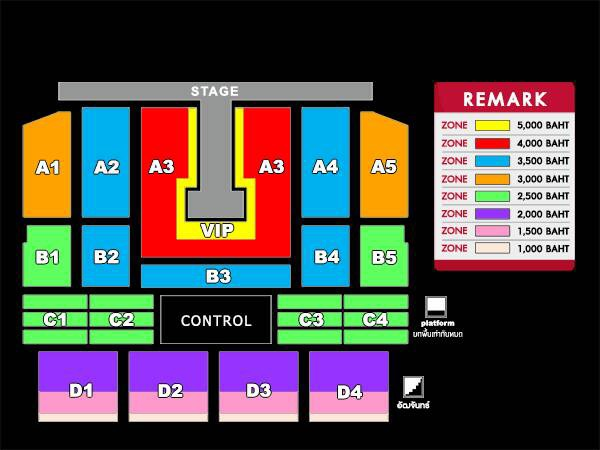 STAGE
REMARK
ZONE 5,000 BAHT
ZONE 4,000 BAHT
ZONE 3,500 BAHT
ZONE 3,000 BAHT
ZONE 2,500 BAHT
ZONE 2,000 BAHT
ZONE 1,500 BAHT
ZONE 1,000 BAHT
A1 A2 A3 A3 A4 A5
VIP
B1 B2 B3 B4 B5
C1 C2 CONTROL C3 C4
platform
ยกพื้นเท่ากันหมด
D1 D2 D3 D4
อัฒจันทร์